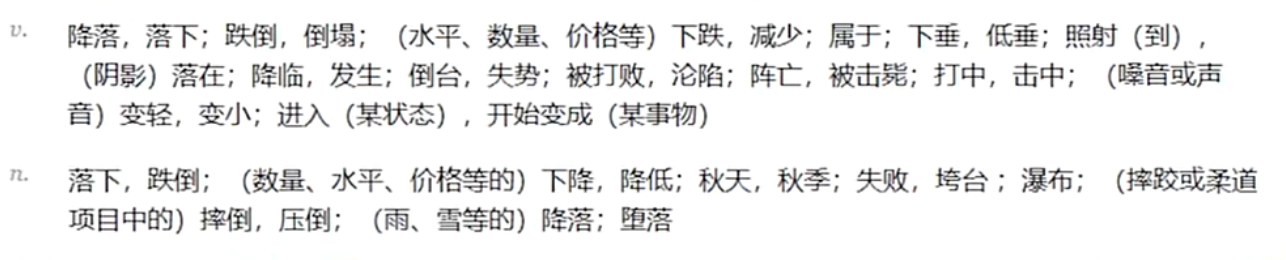 v. 降落，落下；跌倒，倒塌；（水平、数量、价格等）下跌，减少；属于；下垂，低垂；照射（到），
（阴影）落在；降临，发生；倒台，失势；被打败，沦陷；阵亡，被击毙；打中，击中；（嗓音或声
音）变轻，变小；进入（某状态），开始变成（某事物）
n. 落下，跌倒；（数量、水平、价格等的）下降，降低；秋天，秋季；失败，垮台；瀑布；（摔跤或柔道
项目中的）摔倒，压倒；（雨、雪等的）降落；堕落